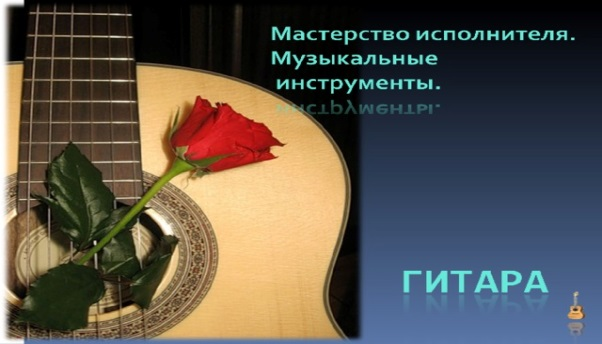 Мастерство исполнителя.
Музыкальные
инструменты.
ГИТАРА